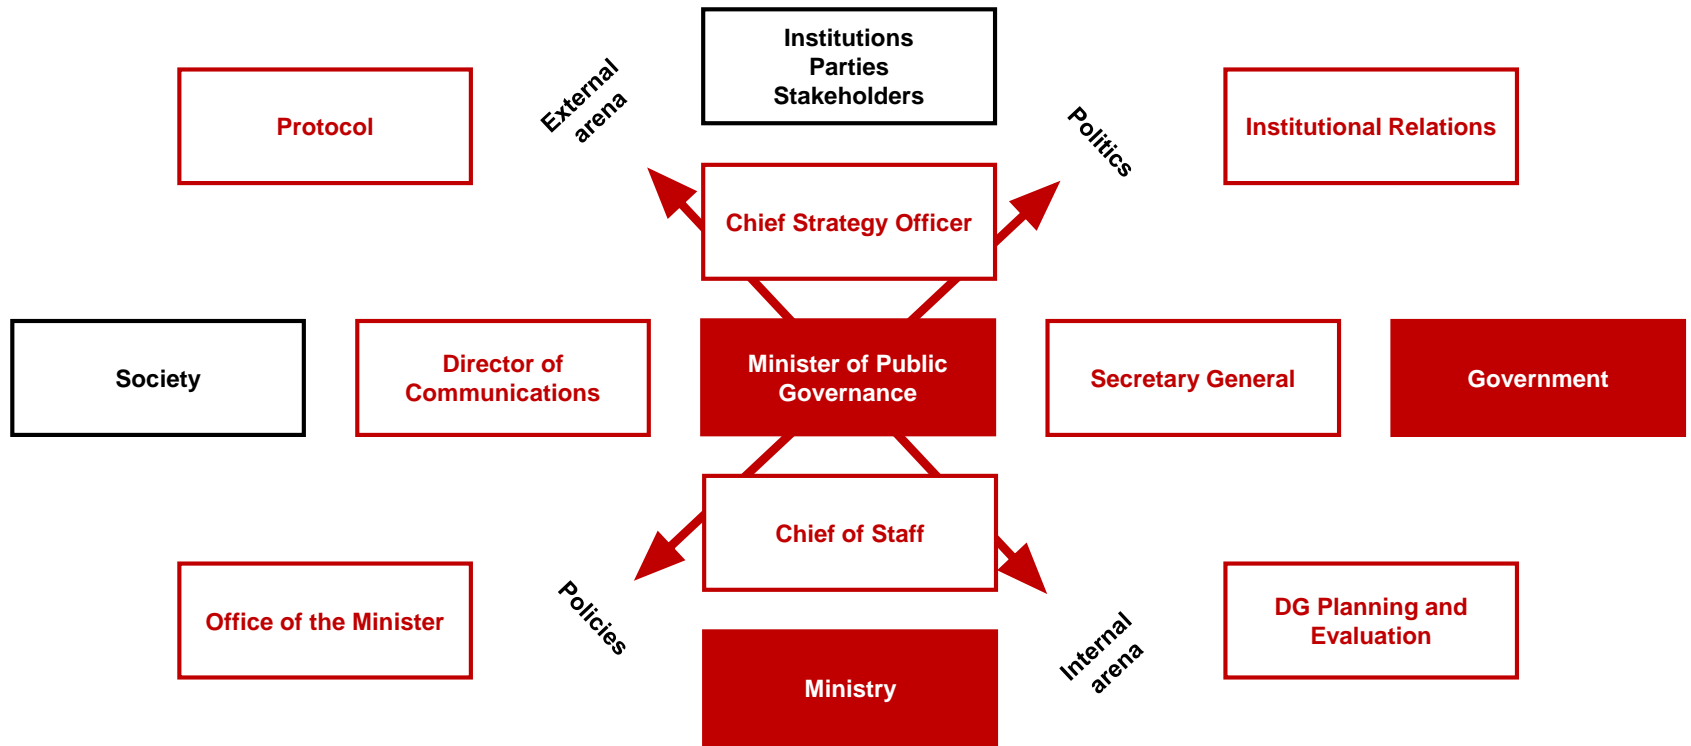 Institutions
Parties
Stakeholders
External
arena
Protocol
Politics
Institutional Relations
Chief Strategy Officer
Society
Director of
Communications
Minister of Public
Governance
Secretary General
Government
Chief of Staff
Office of the Minister
Policies
Internal
arena
DG Planning and
Evaluation
Ministry